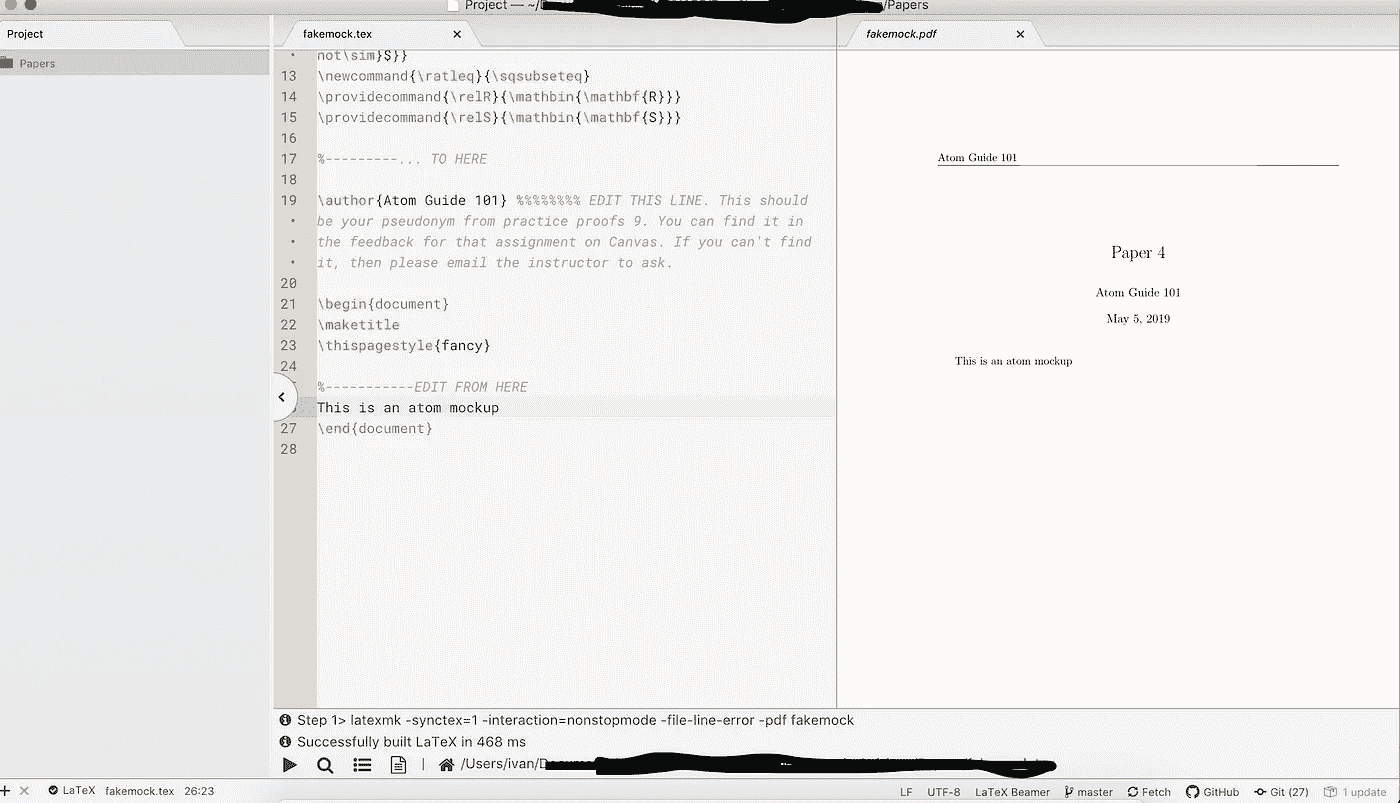 Project — ~/
/Papers
Project
Papers
fakemock.tex
· not\sim}S}}
13 \newcommand{\ratleq}{\sqsubseteq}
14 \providecommand{\relR}{\mathbin{\mathbf{R}}}
15 \providecommand{\relS}{\mathbin{\mathbf{S}}}
16
17 %---------... TO HERE
18
19 \author{Atom Guide 101} %%%%%%%% EDIT THIS LINE. This should
· be your pseudonym from practice proofs 9. You can find it in
· the feedback for that assignment on Canvas. If you can't find
· it, then please email the instructor to ask.
20
21 \begin{document}
22 \maketitle
23 \thispagestyle{fancy}
24
%-----------EDIT FROM HERE
This is an atom mockup
27 \end{document}
28
fakemock.pdf
Atom Guide 101
Paper 4
Atom Guide 101
May 5, 2019
This is an atom mockup
Step 1> latexmk -synctex=1 -interaction=nonstopmode -file-line-error -pdf fakemock
Successfully built LaTeX in 468 ms
| /Users/ivan/
+ × LaTeX fakemock.tex 26:23
LF UTF-8 LaTeX Beamer master Fetch GitHub Git (27) 1 update